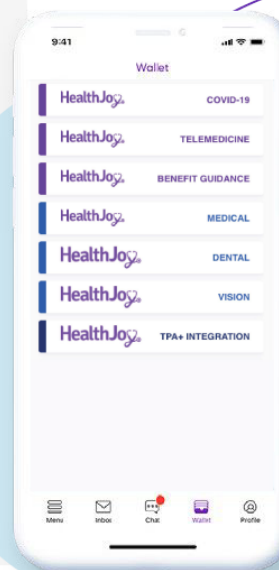 9:41
Wallet
HealthJoy. COVID-19
HealthJoy. TELEMEDICINE
HealthJoy. BENEFIT GUIDANCE
HealthJoy. MEDICAL
HealthJoy. DENTAL
HealthJoy. VISION
HealthJoy. TPA+ INTEGRATION
Menu Inbox Chat Wallet Profile